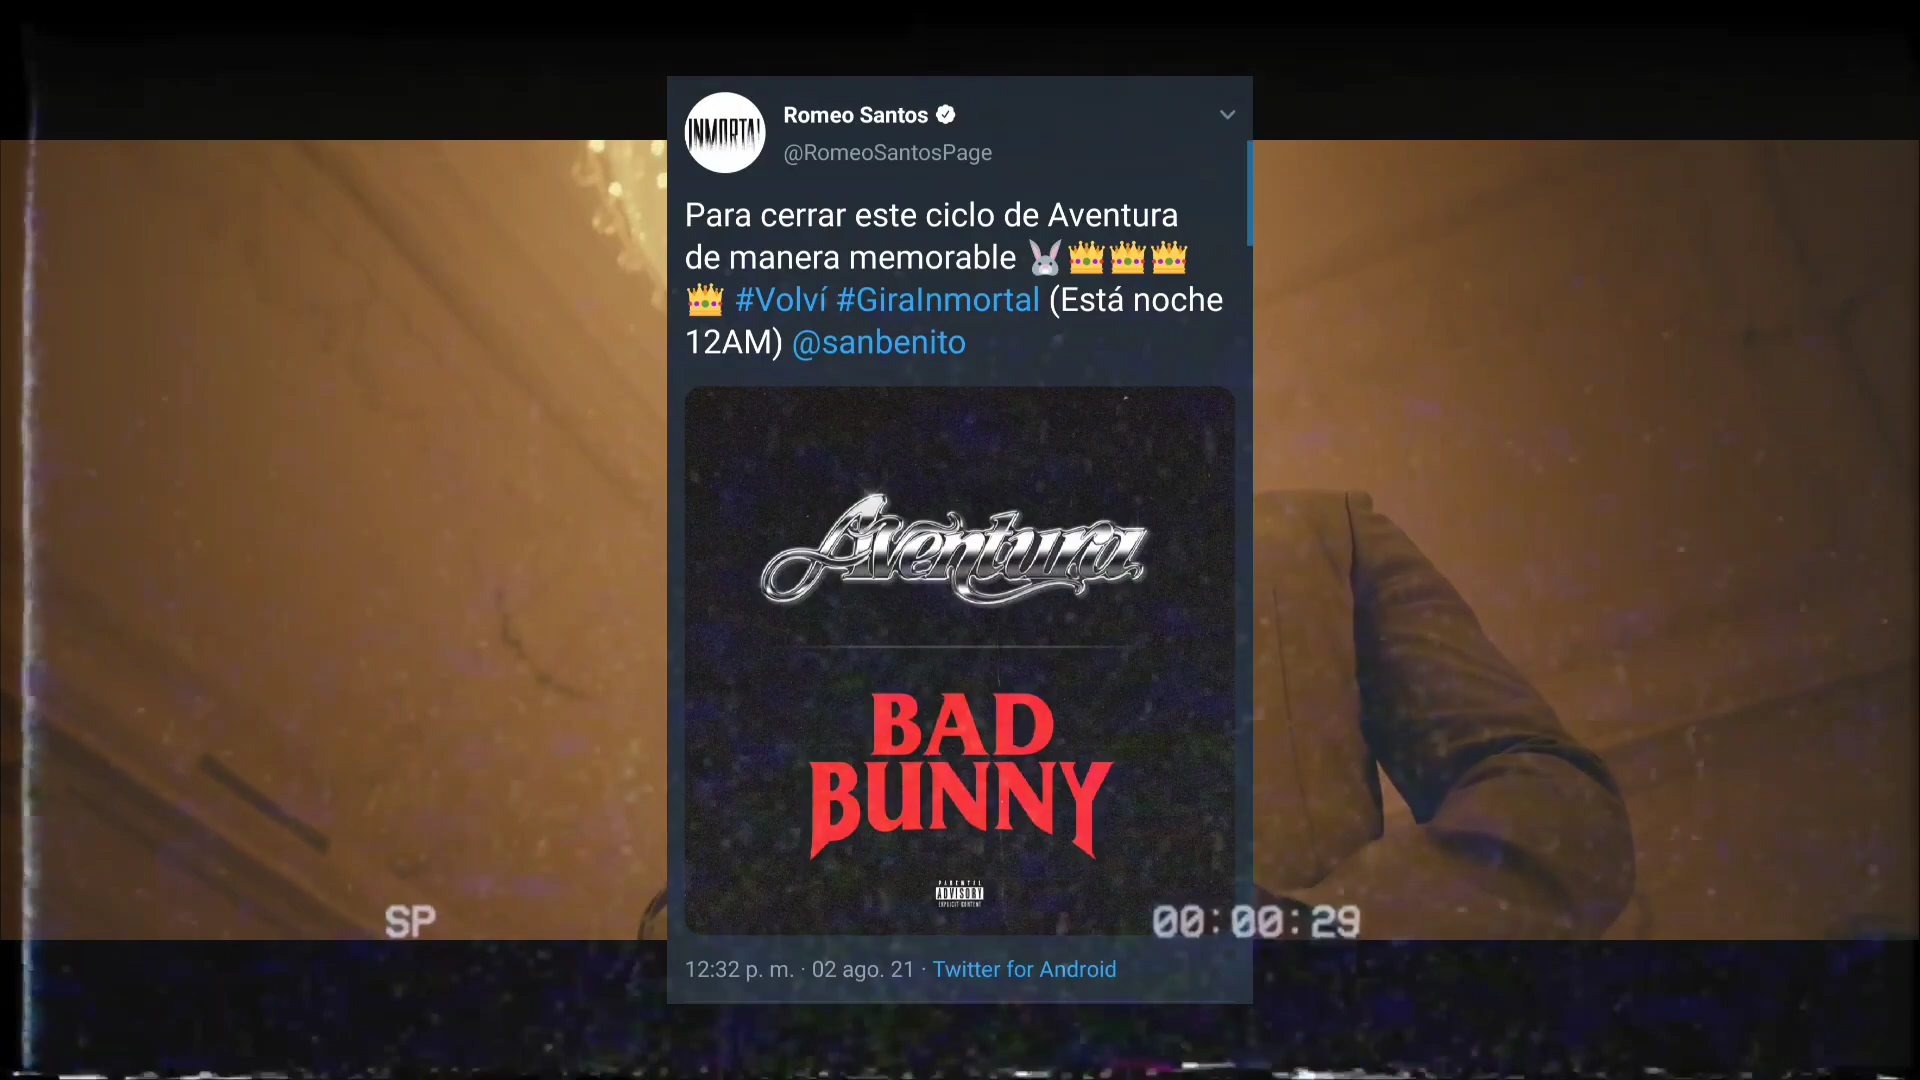 INMORTAL
Romeo Santos
@RomeoSantosPage
Para cerrar este ciclo de Aventura
de manera memorable 🐰👑👑👑
👑 #Volví #GiraInmortal (Está noche
12AM) @sanbenito
Aventura
BAD
BUNNY
PARENTAL
ADVISORY
EXPLICIT CONTENT
SP
00:00:29
12:32 p. m. · 02 ago. 21 · Twitter for Android